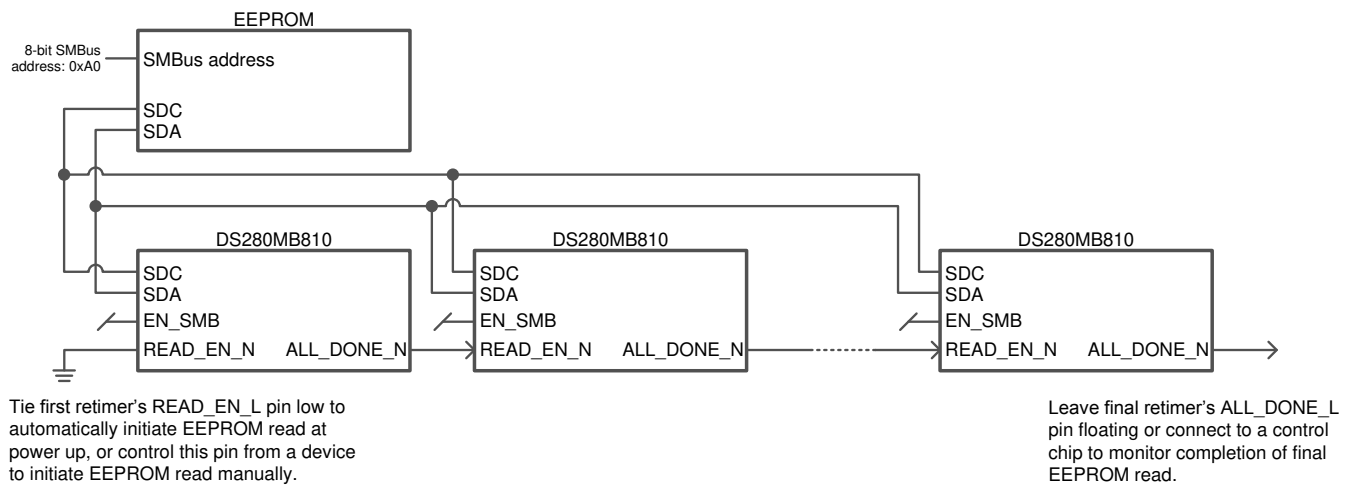 EEPROM
8-bit SMBus
address: 0xA0
SMBus address
SDC
SDA
DS280MB810
SDC
SDA
EN_SMB
READ_EN_N ALL_DONE_N
DS280MB810
SDC
SDA
EN_SMB
READ_EN_N ALL_DONE_N
DS280MB810
SDC
SDA
EN_SMB
READ_EN_N ALL_DONE_N
Tie first retimer's READ_EN_L pin low to
automatically initiate EEPROM read at
power up, or control this pin from a device
to initiate EEPROM read manually.
Leave final retimer's ALL_DONE_L
pin floating or connect to a control
chip to monitor completion of final
EEPROM read.